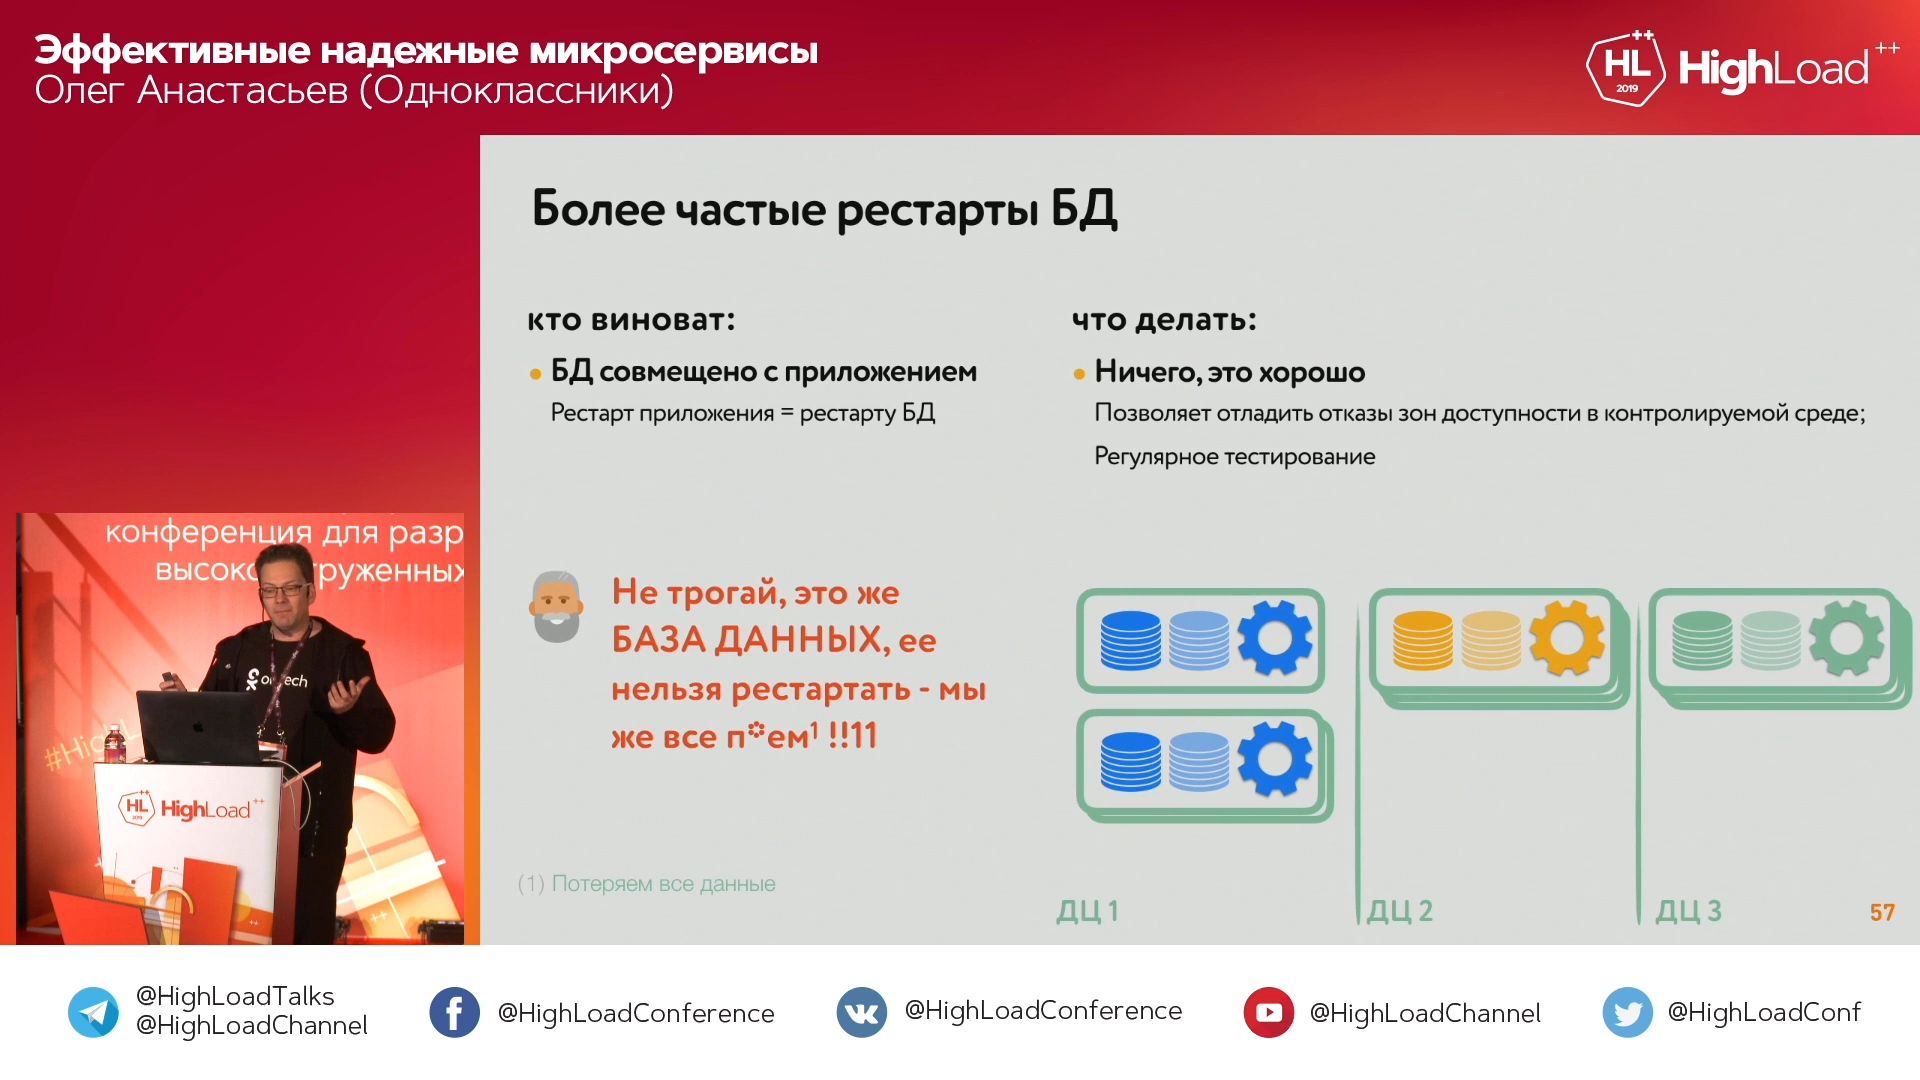 Эффективные надежные микросервисы
Олег Анастасьев (Одноклассники)
HL
2019
HighLoad++
Более частые рестарты БД
кто виноват:
• БД совмещено с приложением
Рестарт приложения = рестарту БД
что делать:
• Ничего, это хорошо
Позволяет отладить отказы зон доступности в контролируемой среде;
Регулярное тестирование
Не трогай, это же
БАЗА ДАННЫХ, ее
нельзя рестартать - мы
же все п*ем¹ !!11
(1) Потеряем все данные
ДЦ 1
ДЦ 2
ДЦ 3
57
конференция для разр
HL
2019
HighLoad++
@HighLoadTalks
@HighLoadChannel
@HighLoadConference
@HighLoadConference
@HighLoadChannel
@HighLoadConf